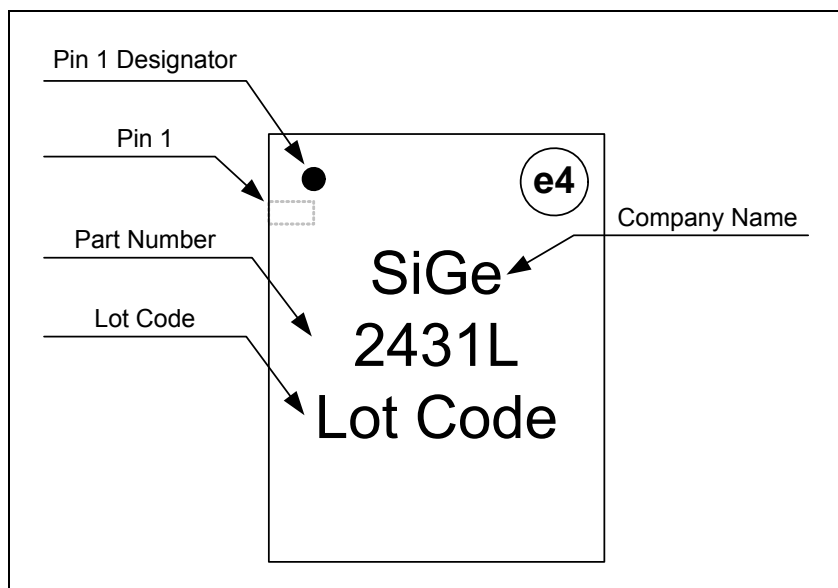 Pin 1 Designator
Pin 1
e4
Company Name
Part Number
SiGe
Lot Code
2431L
Lot Code